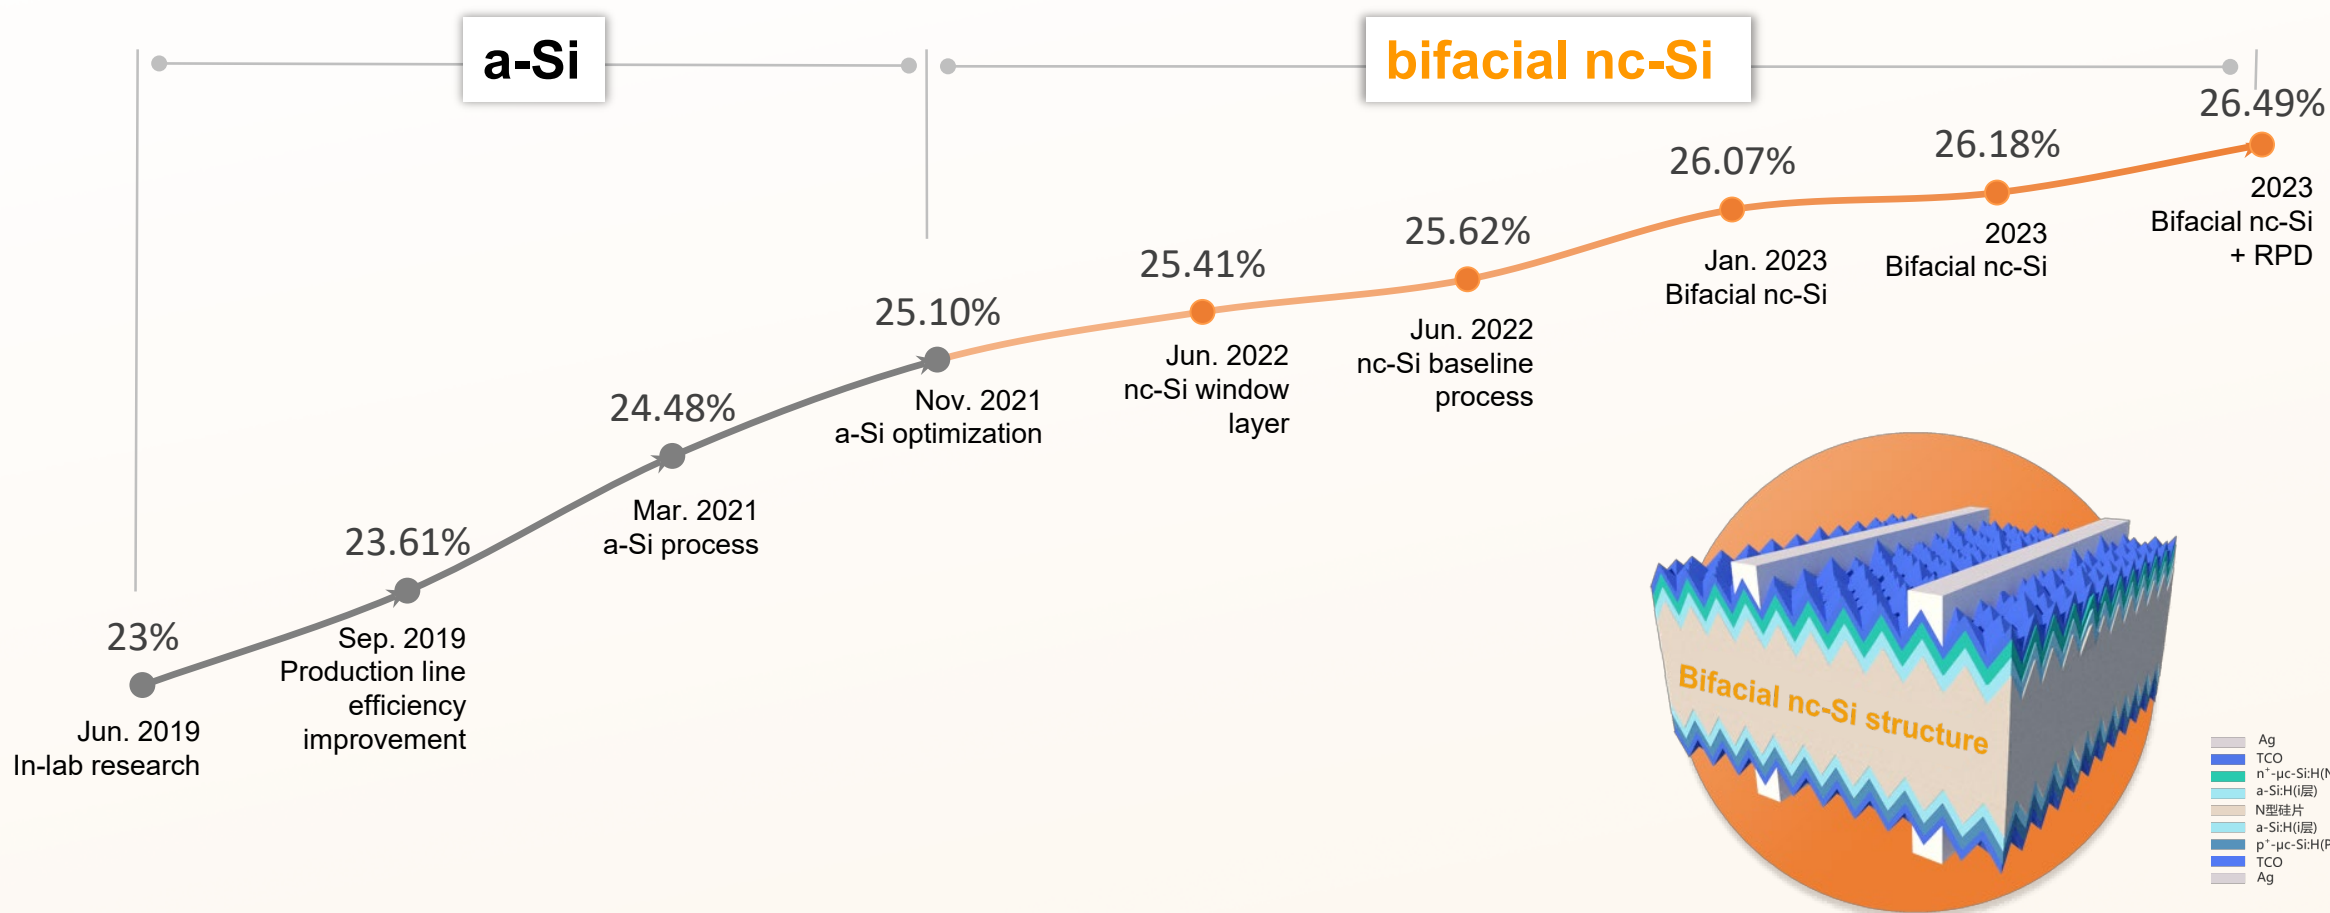 a-Si
bifacial nc-Si
23%
Jun. 2019
In-lab research
23.61%
Sep. 2019
Production line
efficiency
improvement
24.48%
Mar. 2021
a-Si process
25.10%
Nov. 2021
a-Si optimization
25.41%
Jun. 2022
nc-Si window
layer
25.62%
Jun. 2022
nc-Si baseline
process
26.07%
Jan. 2023
Bifacial nc-Si
26.18%
2023
Bifacial nc-Si
26.49%
2023
Bifacial nc-Si
+ RPD
Bifacial nc-Si structure
Ag
TCO
n⁺-μc-Si:H(N
a-Si:H(i层)
N型硅片
a-Si:H(i层)
p⁺-μc-Si:H(P
TCO
Ag